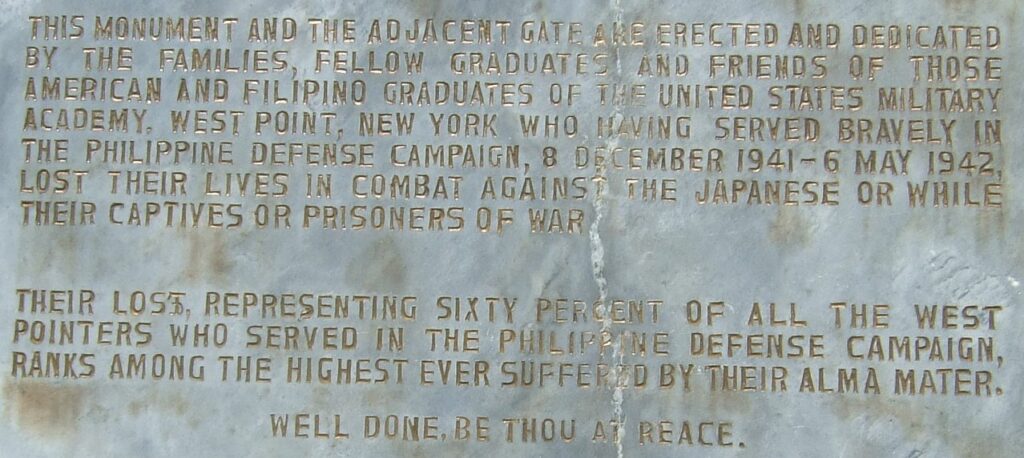 THIS MONUMENT AND THE ADJACENT GATE ARE ERECTED AND DEDICATED
BY THE FAMILIES, FELLOW GRADUATES AND FRIENDS OF THOSE
AMERICAN AND FILIPINO GRADUATES OF THE UNITED STATES MILITARY
ACADEMY, WEST POINT, NEW YORK WHO HAVING SERVED BRAVELY IN
THE PHILIPPINE DEFENSE CAMPAIGN, 8 DECEMBER 1941-6 MAY 1942,
LOST THEIR LIVES IN COMBAT AGAINST THE JAPANESE OR WHILE
THEIR CAPTIVES OR PRISONERS OF WAR
THEIR LOSS, REPRESENTING SIXTY PERCENT OF ALL THE WEST
POINTERS WHO SERVED IN THE PHILIPPINE DEFENSE CAMPAIGN,
RANKS AMONG THE HIGHEST EVER SUFFERED BY THEIR ALMA MATER.
WELL DONE, BE THOU AT PEACE.